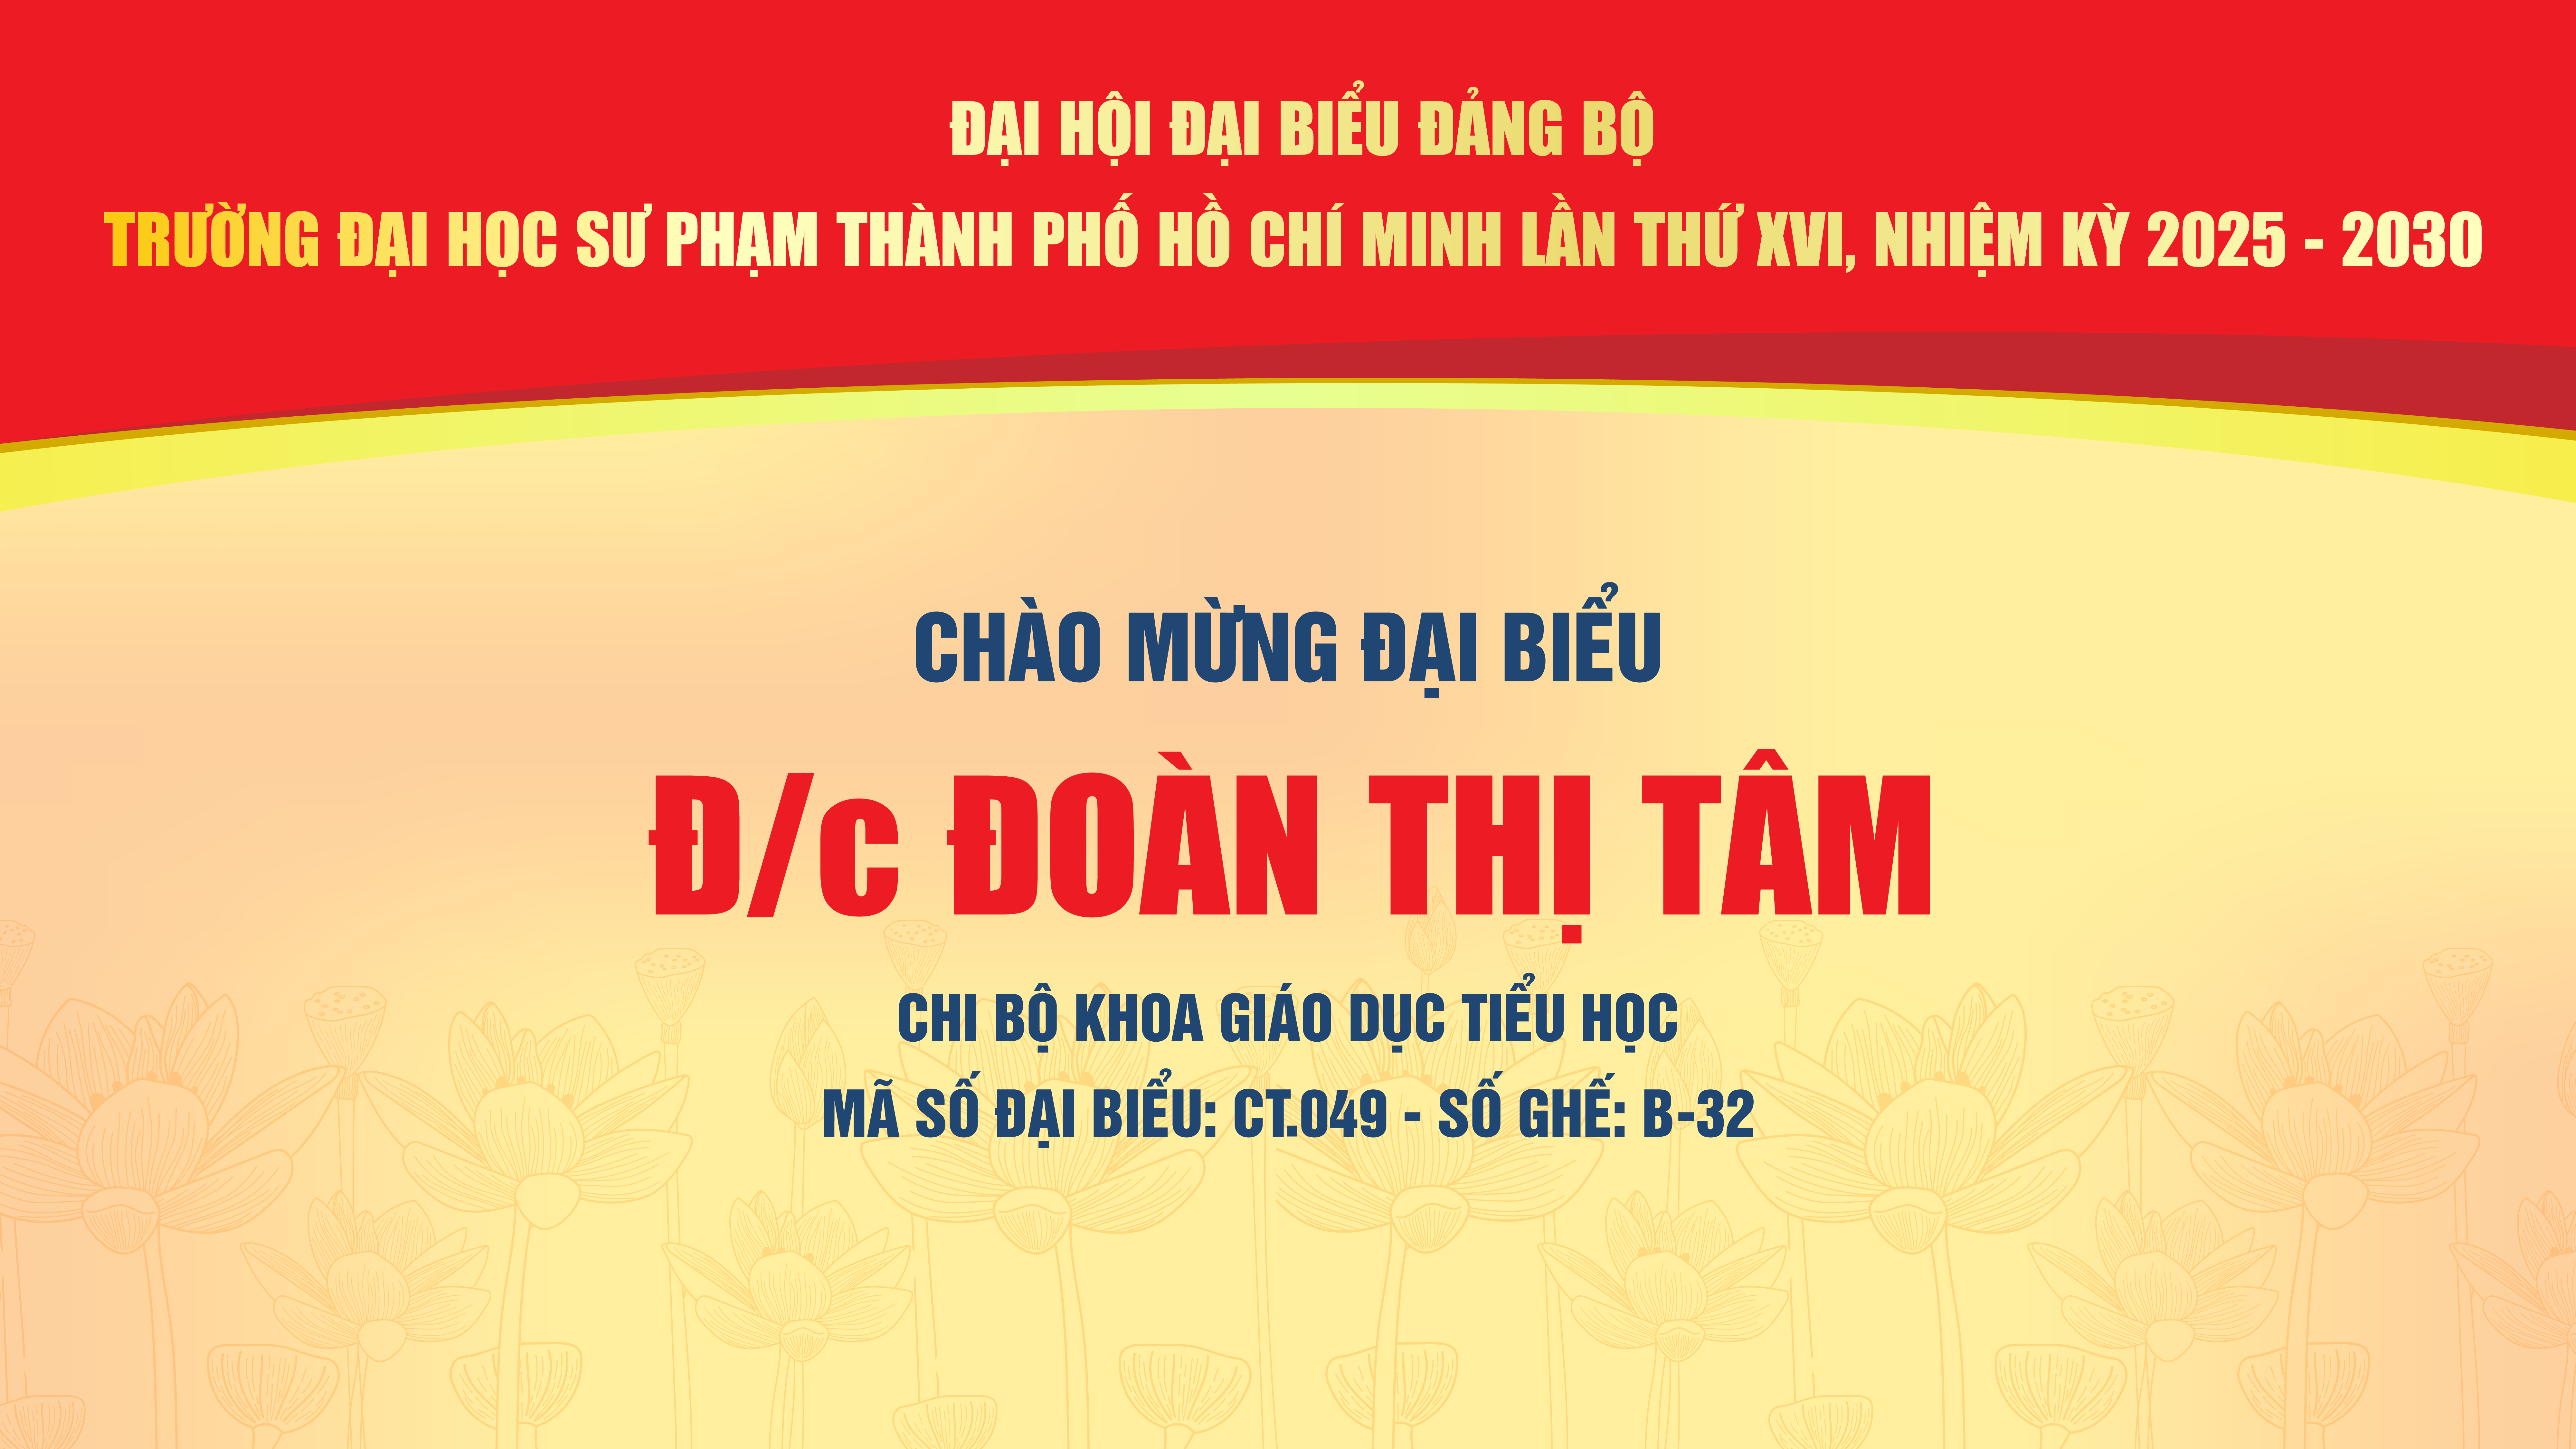 ĐẠI HỘI ĐẠI BIỂU ĐẢNG BỘ
TRƯỜNG ĐẠI HỌC SƯ PHẠM THÀNH PHỐ HỒ CHÍ MINH LẦN THỨ XVI, NHIỆM KỲ 2025 - 2030
CHÀO MỪNG ĐẠI BIỂU
Đ/c ĐOÀN THỊ TÂM
CHI BỘ KHOA GIÁO DỤC TIỂU HỌC
MÃ SỐ ĐẠI BIỂU: CT.049 - SỐ GHẾ: B-32